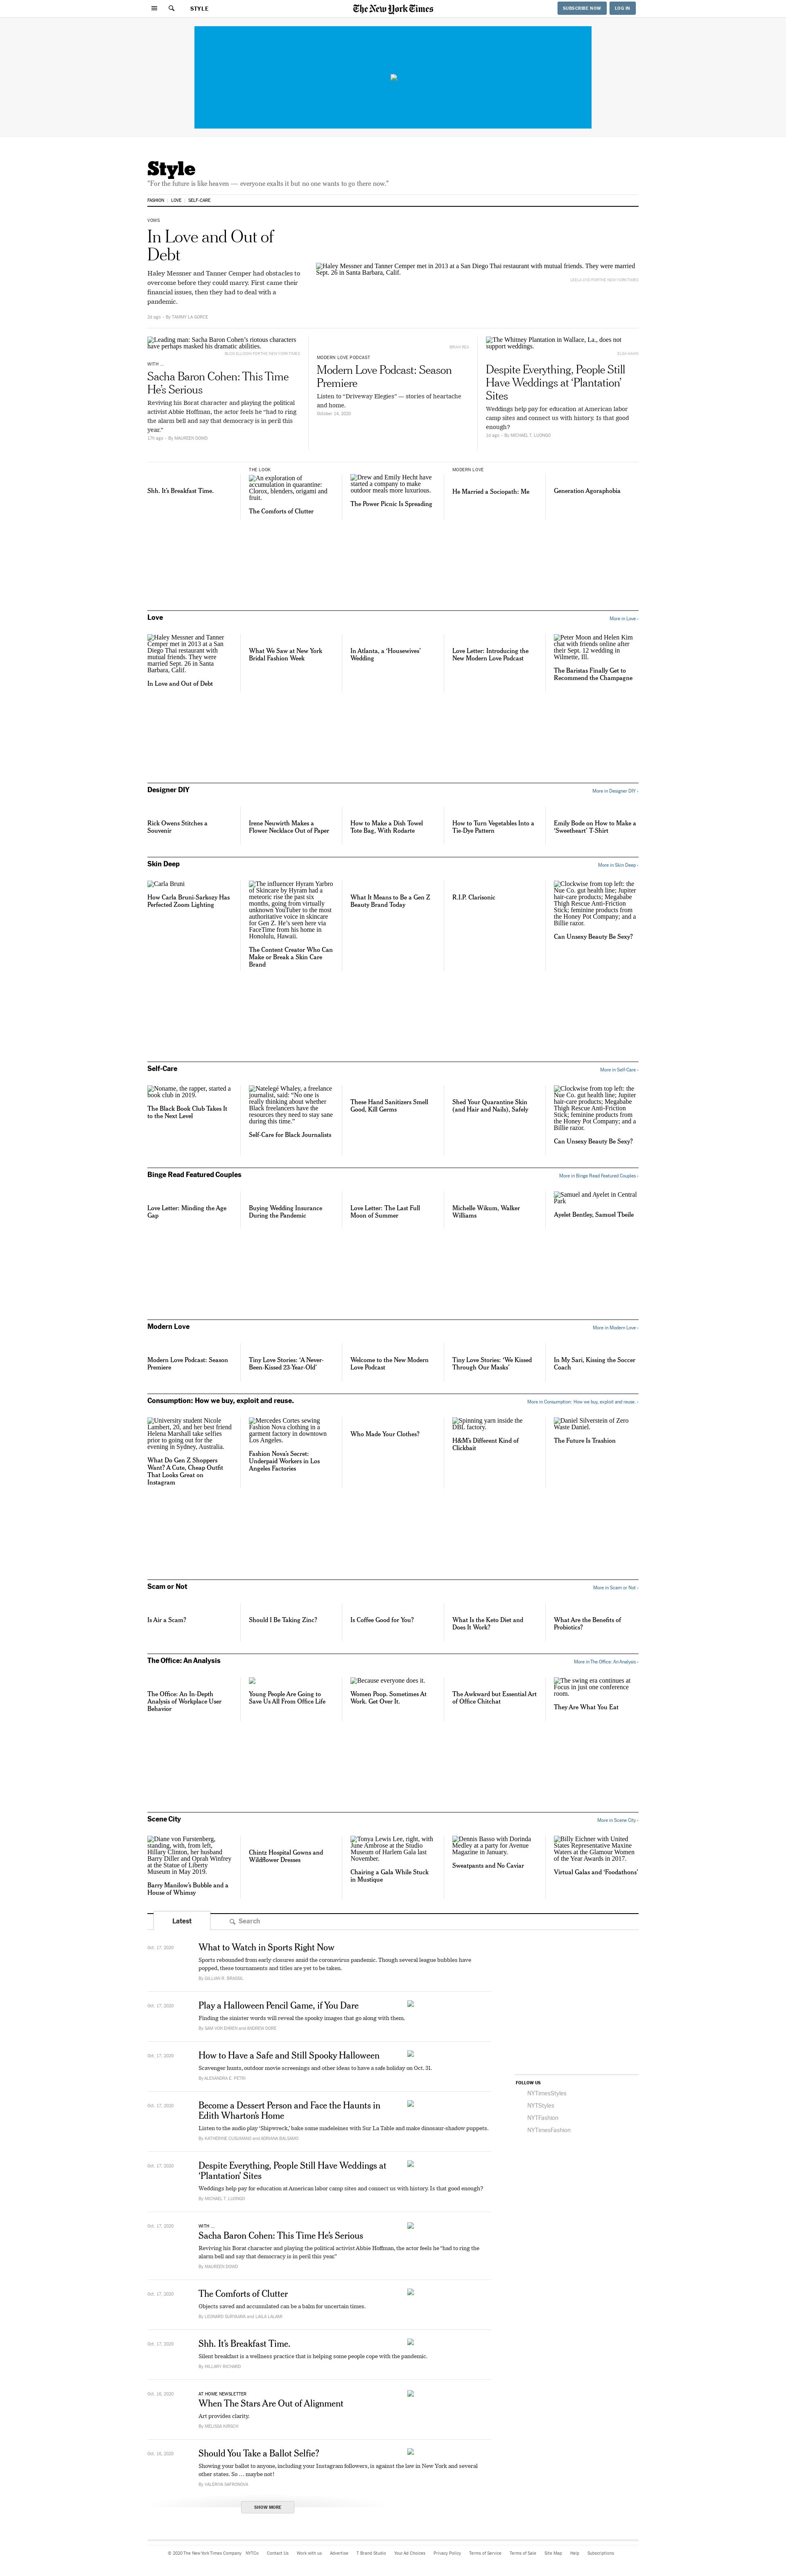 STYLE
The New York Times
SUBSCRIBE NOW
LOG IN
Style
"For the future is like heaven — everyone exalts it but no one wants to go there now."
FASHION
LOVE
SELF-CARE
VOWS
In Love and Out of
Debt
Haley Messner and Tanner Cemper had obstacles to
overcome before they could marry. First came their
financial issues, then they had to deal with a
pandemic.
2d ago · By TAMMY LA GORCE
Haley Messner and Tanner Cemper met in 2013 at a San Diego Thai restaurant with mutual friends. They were married
Sept. 26 in Santa Barbara, Calif.
Leading man: Sacha Baron Cohen's riotous characters
have perhaps masked his dramatic abilities.
WITH ...
Sacha Baron Cohen: This Time
He's Serious
Reviving his Borat character and playing the political
activist Abbie Hoffman, the actor feels he "had to ring
the alarm bell and say that democracy is in peril this
year."
17h ago · By MAUREEN DOWD
BRIAN REA
MODERN LOVE PODCAST
Modern Love Podcast: Season
Premiere
Listen to "Driveway Elegies" — stories of heartache
and home.
October 14, 2020
The Whitney Plantation in Wallace, La., does not
support weddings.
Despite Everything, People Still
Have Weddings at 'Plantation'
Sites
Weddings help pay for education at American labor
camp sites and connect us with history. Is that good
enough?
1d ago · By MICHAEL T. LUONGO
Shh. It's Breakfast Time.
THE LOOK
An exploration of
accumulation in quarantine:
Clorox, blenders, origami and
fruit.
The Comforts of Clutter
Drew and Emily Hecht have
started a company to make
outdoor meals more luxurious.
The Power Picnic Is Spreading
MODERN LOVE
He Married a Sociopath: Me
Generation Agoraphobia
Love
More in Love ›
Haley Messner and Tanner
Cemper met in 2013 at a San
Diego Thai restaurant with
mutual friends. They were
married Sept. 26 in Santa
Barbara, Calif.
In Love and Out of Debt
What We Saw at New York
Bridal Fashion Week
In Atlanta, a 'Housewives'
Wedding
Love Letter: Introducing the
New Modern Love Podcast
Peter Moon and Helen Kim
chat with friends online after
their Sept. 12 wedding in
Wilmette, Ill.
The Baristas Finally Get to
Recommend the Champagne
Designer DIY
More in Designer DIY ›
Rick Owens Stitches a
Souvenir
Irene Neuwirth Makes a
Flower Necklace Out of Paper
How to Make a Dish Towel
Tote Bag, With Rodarte
How to Turn Vegetables Into a
Tie-Dye Pattern
Emily Bode on How to Make a
'Sweetheart' T-Shirt
Skin Deep
More in Skin Deep ›
Carla Bruni
How Carla Bruni-Sarkozy Has
Perfected Zoom Lighting
The influencer Hyram Yarbro
of Skincare by Hyram had a
meteoric rise the past six
months, going from virtually
unknown YouTuber to the most
authoritative voice in skincare
for Gen Z. He's seen here via
FaceTime from his home in
Honolulu, Hawaii.
The Content Creator Who Can
Make or Break a Skin Care
Brand
What It Means to Be a Gen Z
Beauty Brand Today
R.I.P. Clarisonic
Clockwise from top left: the
Nue Co. gut health line; Jupiter
hair-care products; Megababe
Thigh Rescue Anti-Friction
Stick; feminine products from
the Honey Pot Company; and a
Billie razor.
Can Unsexy Beauty Be Sexy?
Self-Care
More in Self-Care ›
Noname, the rapper, started a
book club in 2019.
The Black Book Club Takes It
to the Next Level
Natelegé Whaley, a freelance
journalist, said: "No one is
really thinking about whether
Black freelancers have the
resources they need to stay sane
during this time."
Self-Care for Black Journalists
These Hand Sanitizers Smell
Good, Kill Germs
Shed Your Quarantine Skin
(and Hair and Nails), Safely
Clockwise from top left: the
Nue Co. gut health line; Jupiter
hair-care products; Megababe
Thigh Rescue Anti-Friction
Stick; feminine products from
the Honey Pot Company; and a
Billie razor.
Can Unsexy Beauty Be Sexy?
Binge Read Featured Couples
More in Binge Read Featured Couples ›
Love Letter: Minding the Age
Gap
Buying Wedding Insurance
During the Pandemic
Love Letter: The Last Full
Moon of Summer
Michelle Wikum, Walker
Williams
Samuel and Ayelet in Central
Park
Ayelet Bentley, Samuel Tbeile
Modern Love
More in Modern Love ›
Modern Love Podcast: Season
Premiere
Tiny Love Stories: 'A Never-
Been-Kissed 23-Year-Old'
Welcome to the New Modern
Love Podcast
Tiny Love Stories: 'We Kissed
Through Our Masks'
In My Sari, Kissing the Soccer
Coach
Consumption: How we buy, exploit and reuse.
More in Consumption: How we buy, exploit and reuse. ›
University student Nicole
Lambert, 20, and her best friend
Helena Marshall take selfies
prior to going out for the
evening in Sydney, Australia.
What Do Gen Z Shoppers
Want? A Cute, Cheap Outfit
That Looks Great on
Instagram
Mercedes Cortes sewing
Fashion Nova clothing in a
garment factory in downtown
Los Angeles.
Fashion Nova's Secret:
Underpaid Workers in Los
Angeles Factories
Who Made Your Clothes?
Spinning yarn inside the
DBL factory.
H&M's Different Kind of
Clickbait
Daniel Silverstein of Zero
Waste Daniel.
The Future Is Trashion
Scam or Not
More in Scam or Not ›
Is Air a Scam?
Should I Be Taking Zinc?
Is Coffee Good for You?
What Is the Keto Diet and
Does It Work?
What Are the Benefits of
Probiotics?
The Office: An Analysis
More in The Office: An Analysis ›
The Office: An In-Depth
Analysis of Workplace User
Behavior
Young People Are Going to
Save Us All From Office Life
Because everyone does it.
Women Poop. Sometimes At
Work. Get Over It.
The Awkward but Essential Art
of Office Chitchat
The swing era continues at
Focus in just one conference
room.
They Are What You Eat
Scene City
More in Scene City ›
Diane von Furstenberg,
standing, with, from left,
Hillary Clinton, her husband
Barry Diller and Oprah Winfrey
at the Statue of Liberty
Museum in May 2019.
Barry Manilow's Bubble and a
House of Whimsy
Chintz Hospital Gowns and
Wildflower Dresses
Tonya Lewis Lee, right, with
June Ambrose at the Studio
Museum of Harlem Gala last
November.
Chairing a Gala While Stuck
in Mustique
Dennis Basso with Dorinda
Medley at a party for Avenue
Magazine in January.
Sweatpants and No Caviar
Billy Eichner with United
States Representative Maxine
Waters at the Glamour Women
of the Year Awards in 2017.
Virtual Galas and 'Foodathons'
Latest
Search
Oct. 17, 2020
What to Watch in Sports Right Now
Sports rebounded from early closures amid the coronavirus pandemic. Though several league bubbles have
popped, these tournaments and titles are yet to be claimed.
By GILLIAN R. BRASSIL
Oct. 17, 2020
Play a Halloween Pencil Game, if You Dare
Finding the sinister words will reveal the spooky images that go along with them.
By SAM VON EHREN and ANDREW DORE
Oct. 17, 2020
How to Have a Safe and Still Spooky Halloween
Scavenger hunts, outdoor movie screenings and other ideas to have a safe holiday on Oct. 31.
By ALEXANDRA E. PETRI
Oct. 17, 2020
Become a Dessert Person and Face the Haunts in
Edith Wharton's Home
Listen to the audio play 'Shipwreck,' bake some madeleines with Sur La Table and make dinosaur-shadow puppets.
By KATHERINE CUSUMANO and ADRIANA BALSAMO
Oct. 17, 2020
Despite Everything, People Still Have Weddings at
'Plantation' Sites
Weddings help pay for education at American labor camp sites and connect us with history. Is that good enough?
By MICHAEL T. LUONGO
Oct. 17, 2020
WITH ...
Sacha Baron Cohen: This Time He's Serious
Reviving his Borat character and playing the political activist Abbie Hoffman, the actor feels he "had to ring the
alarm bell and say that democracy is in peril this year."
By MAUREEN DOWD
Oct. 17, 2020
The Comforts of Clutter
Objects saved and accumulated can be a balm for uncertain times.
By LEONARD SURYAJAYA and LAILA LALAMI
Oct. 17, 2020
Shh. It's Breakfast Time.
Silent breakfast is a wellness practice that is helping some people cope with the pandemic.
By HILLARY RICHARD
Oct. 16, 2020
AT HOME NEWSLETTER
When The Stars Are Out of Alignment
Art provides clarity.
By MELISSA KIRSCH
Oct. 16, 2020
Should You Take a Ballot Selfie?
Showing your ballot to anyone, including your Instagram followers, is against the law in New York and several
other states. So … maybe not!
By VALERIYA SAFRONOVA
SHOW MORE
FOLLOW US
NYTimesStyles
NYTStyles
NYTFashion
NYTimesFashion
© 2020 The New York Times Company
NYTCo
Contact Us
Work with us
Advertise
T Brand Studio
Your Ad Choices
Privacy Policy
Terms of Service
Terms of Sale
Site Map
Help
Subscriptions